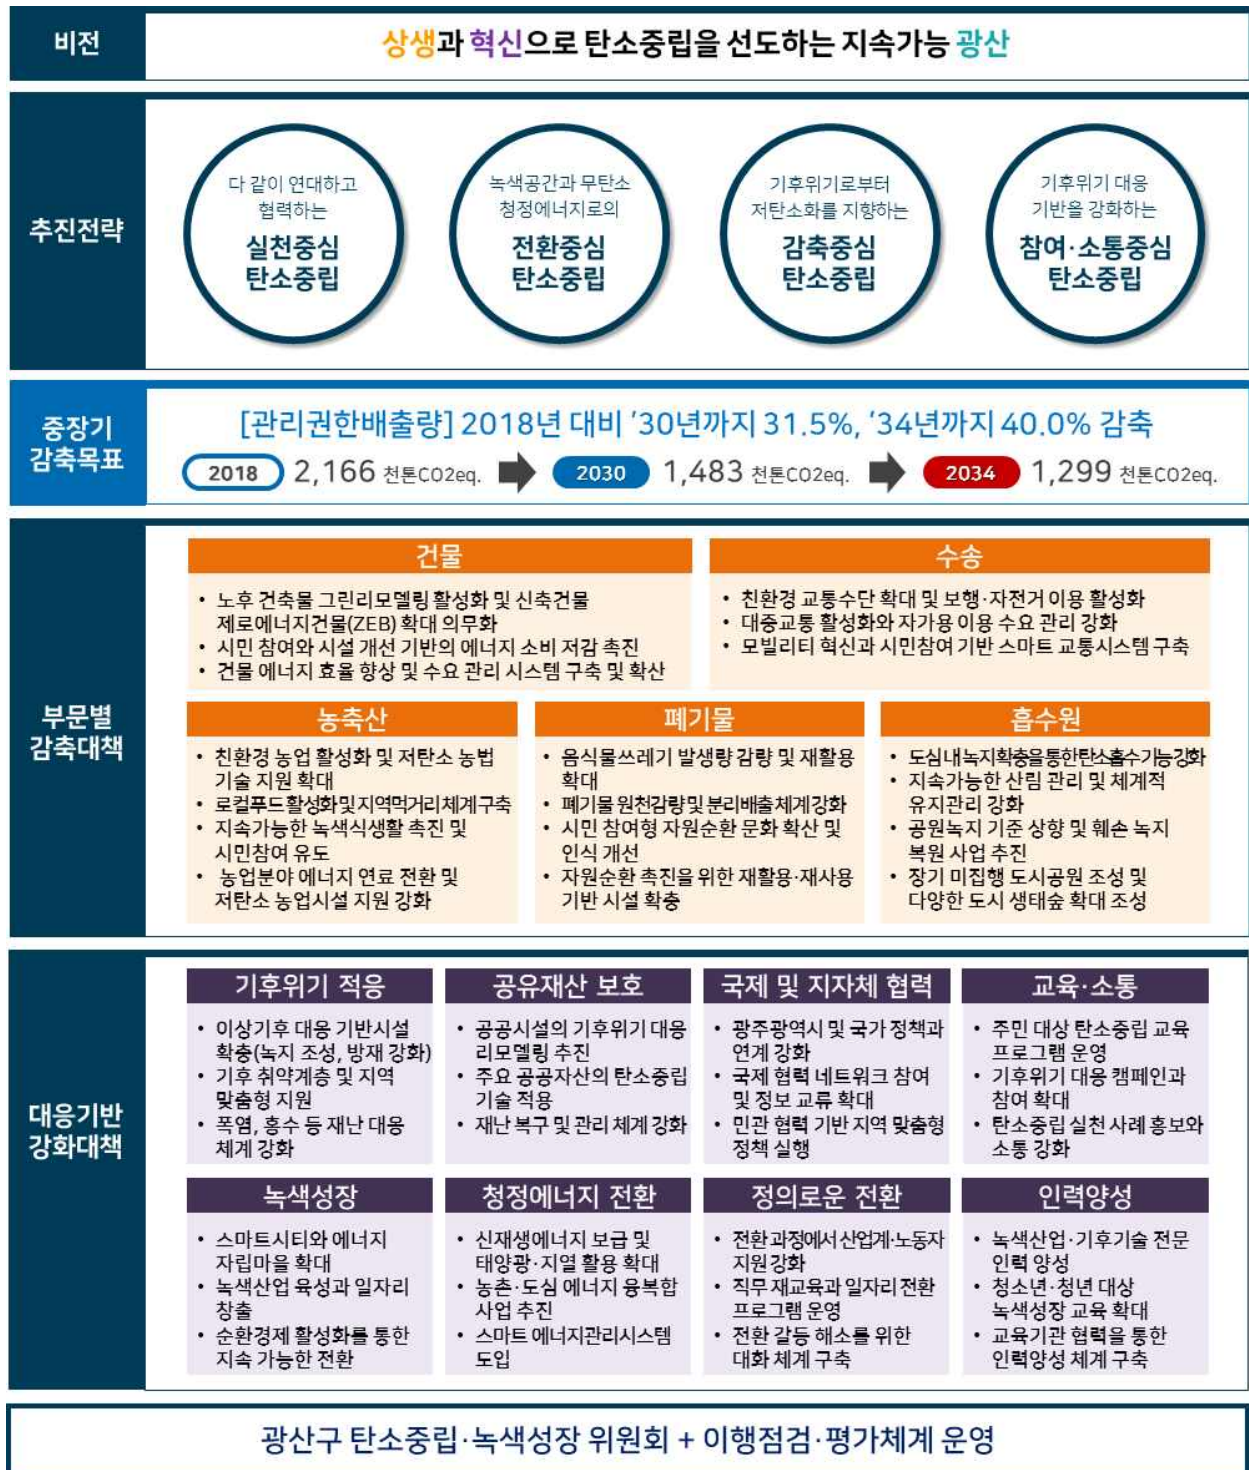 비전
상생과 혁신으로 탄소중립을 선도하는 지속가능 광산
추진전략
다 같이 연대하고
협력하는
실천중심
탄소중립
녹색공간과 무탄소
청정에너지로의
전환중심
탄소중립
기후위기로부터
저탄소화를 지향하는
감축중심
탄소중립
기후위기 대응
기반을 강화하는
참여·소통중심
탄소중립
중장기
감축목표
[관리권한배출량] 2018년 대비 '30년까지 31.5%, '34년까지 40.0% 감축
2018 2,166 천톤CO2eq. 2030 1,483 천톤CO2eq. 2034 1,299 천톤CO2eq.
부문별
감축대책
건물
• 노후 건축물 그린리모델링 활성화 및 신축건물
제로에너지건물(ZEB) 확대 의무화
• 시민 참여와 시설 개선 기반의 에너지 소비 저감 촉진
• 건물 에너지 효율 향상 및 수요 관리 시스템 구축 및 확산
수송
• 친환경 교통수단 확대 및 보행·자전거 이용 활성화
• 대중교통 활성화와 자가용 이용 수요 관리 강화
• 모빌리티 혁신과 시민참여 기반 스마트 교통시스템 구축
농축산
• 친환경 농업 활성화 및 저탄소 농법
기술 지원 확대
• 로컬푸드 활성화 및 지역먹거리 체계 구축
• 지속가능한 녹색식생활 촉진 및
시민참여 유도
• 농업분야 에너지 연료 전환 및
저탄소 농업시설 지원 강화
폐기물
• 음식물쓰레기 발생량 감량 및 재활용
확대
• 폐기물 원천감량 및 분리배출 체계 강화
• 시민 참여형 자원순환 문화 확산 및
인식 개선
• 자원순환 촉진을 위한 재활용·재사용
기반 시설 확충
흡수원
• 도심 내 녹지확충을 통한 탄소흡수 기능 강화
• 지속가능한 산림 관리 및 체계적
유지관리 강화
• 공원녹지 기준 상향 및 훼손 녹지
복원 사업 추진
• 장기 미집행 도시공원 조성 및
다양한 도시 생태숲 확대 조성
대응기반
강화대책
기후위기 적응
• 이상기후 대응 기반시설
확충(녹지 조성, 방재 강화)
• 기후 취약계층 및 지역
맞춤형 지원
• 폭염, 홍수 등 재난 대응
체계 강화
공유재산 보호
• 공공시설의 기후위기 대응
리모델링 추진
• 주요 공공자산의 탄소중립
기술 적용
• 재난 복구 및 관리 체계 강화
국제 및 지자체 협력
• 광주광역시 및 국가 정책과
연계 강화
• 국제 협력 네트워크 참여
및 정보 교류 확대
• 민관 협력 기반 지역 맞춤형
정책 실행
교육·소통
• 주민 대상 탄소중립 교육
프로그램 운영
• 기후위기 대응 캠페인과
참여 확대
• 탄소중립 실천 사례 홍보와
소통 강화
녹색성장
• 스마트시티와 에너지
자립마을 확대
• 녹색산업 육성과 일자리
창출
• 순환경제 활성화를 통한
지속 가능한 전환
청정에너지 전환
• 신재생에너지 보급 및
태양광·지열 활용 확대
• 농촌·도심 에너지 융복합
사업 추진
• 스마트 에너지관리시스템
도입
정의로운 전환
• 전환 과정에서 산업계·노동자
지원 강화
• 직무 재교육과 일자리 전환
프로그램 운영
• 전환 갈등 해소를 위한
대화 체계 구축
인력양성
• 녹색산업·기후기술 전문
인력 양성
• 청소년·청년 대상
녹색성장 교육 확대
• 교육기관 협력을 통한
인력양성 체계 구축
광산구 탄소중립·녹색성장 위원회 + 이행점검·평가체계 운영